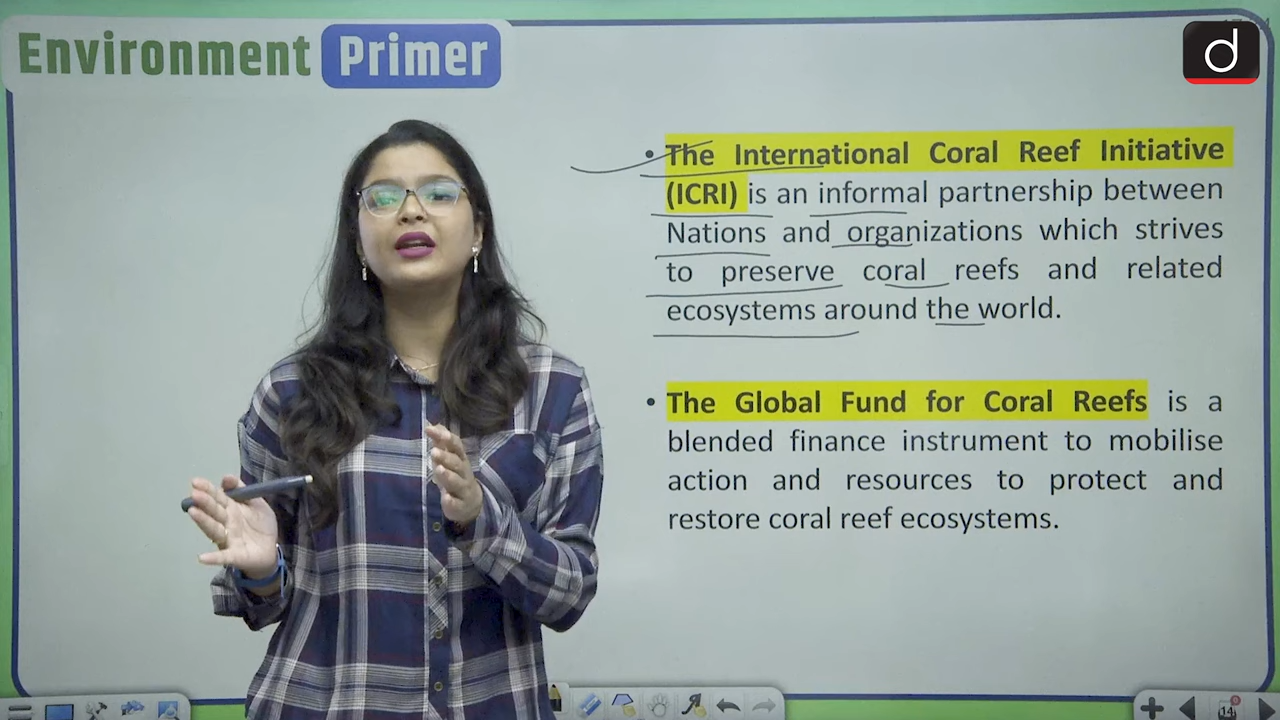 Environment Primer
d
• The International Coral Reef Initiative
(ICRI) is an informal partnership between
Nations and organizations which strives
to preserve coral reefs and related
ecosystems around the world.
• The Global Fund for Coral Reefs is a
blended finance instrument to mobilise
action and resources to protect and
restore coral reef ecosystems.
14